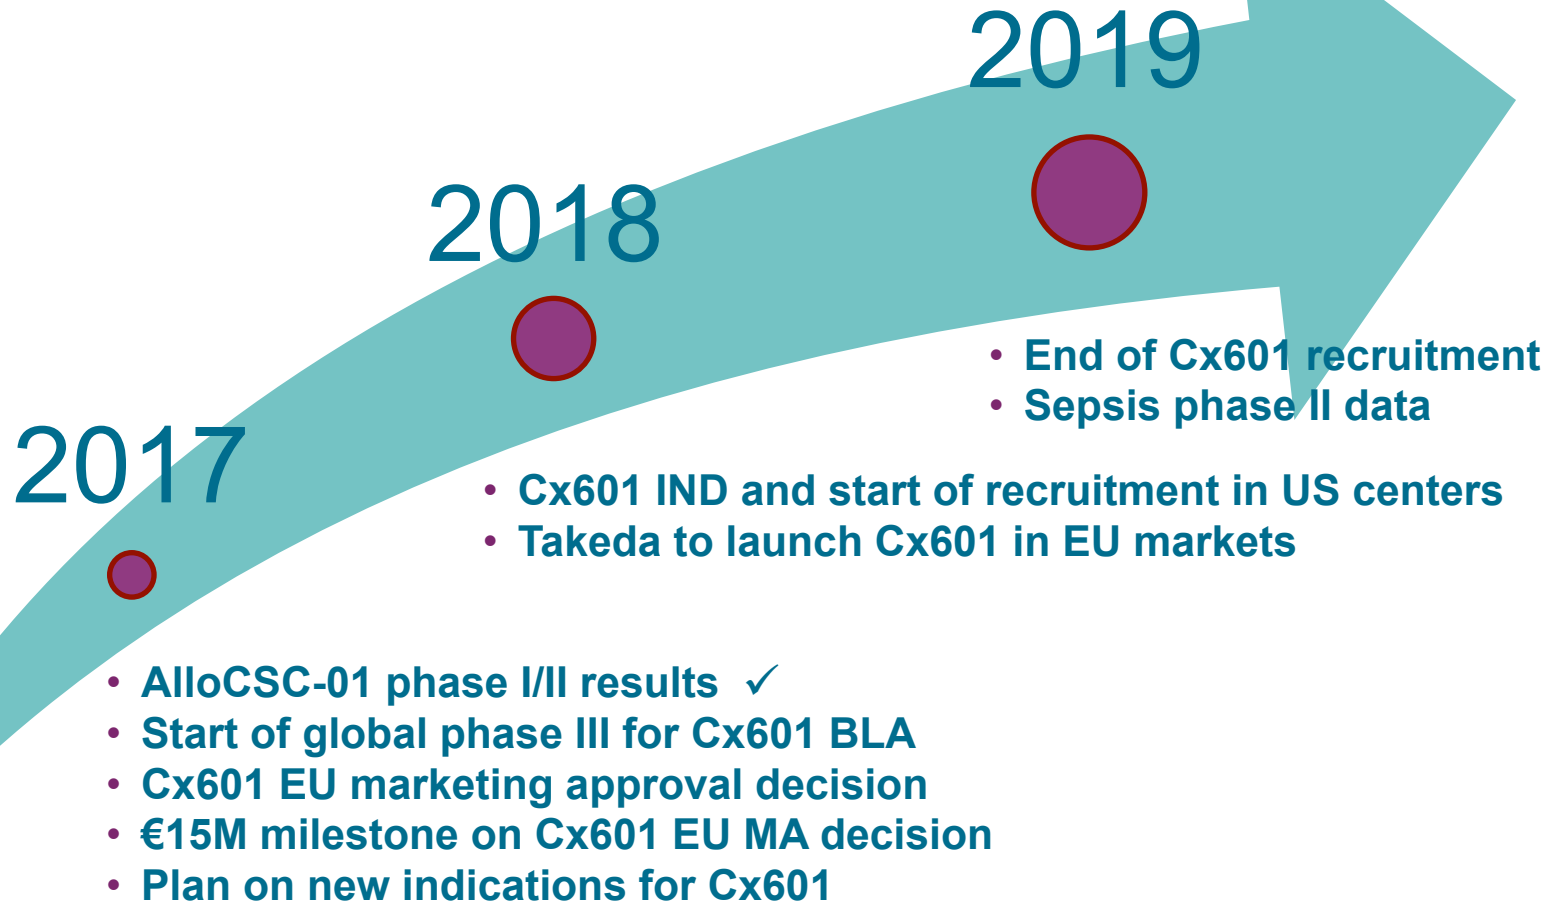 2019
2018
2017
• End of Cx601 recruitment
• Sepsis phase II data
• Cx601 IND and start of recruitment in US centers
• Takeda to launch Cx601 in EU markets
• AlloCSC-01 phase I/II results ✓
• Start of global phase III for Cx601 BLA
• Cx601 EU marketing approval decision
• €15M milestone on Cx601 EU MA decision
• Plan on new indications for Cx601